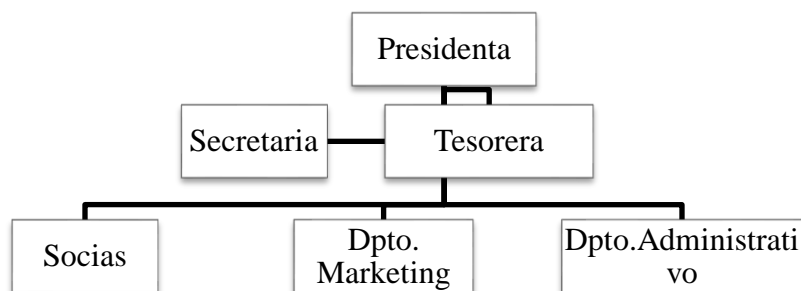 Presidenta
Secretaria
Tesorera
Socias
Dpto.
Marketing
Dpto.Administrati
vo